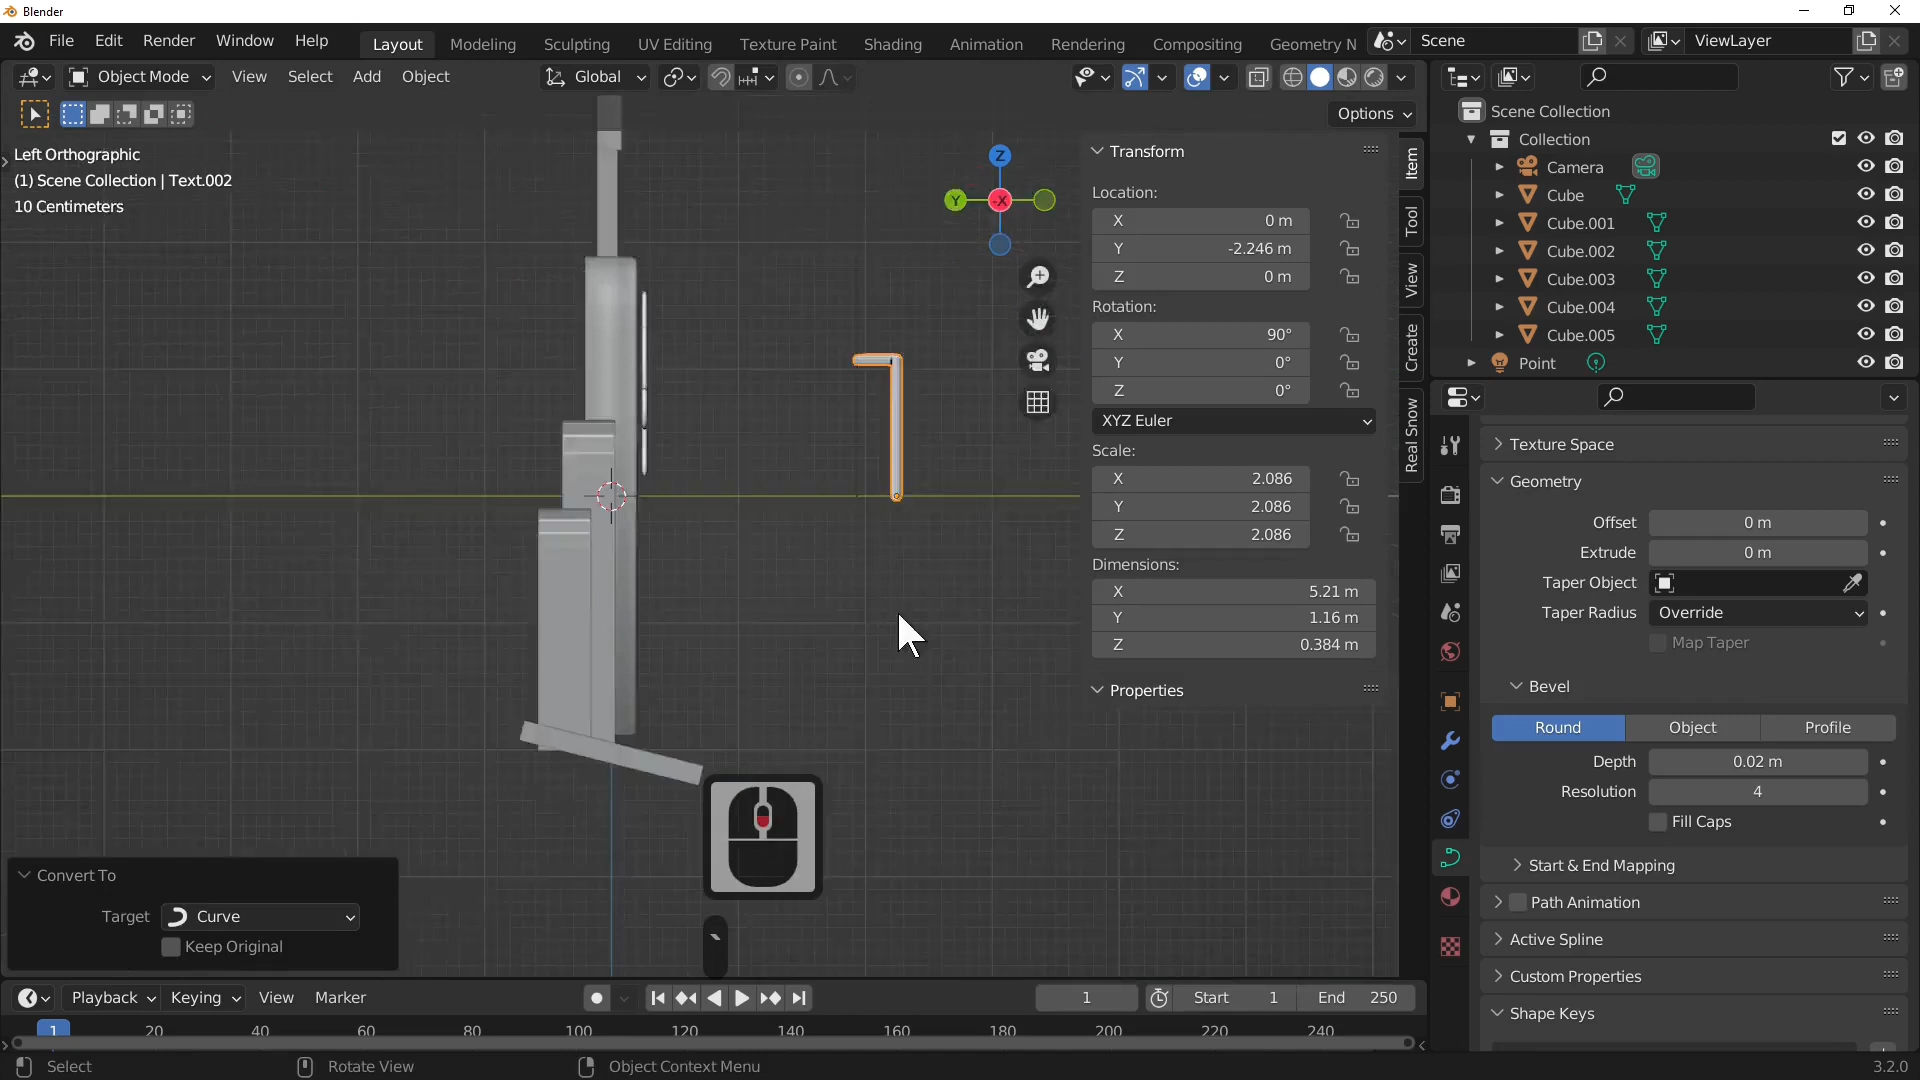 Blender
File Edit Render Window Help
Layout Modeling Sculpting UV Editing Texture Paint Shading Animation Rendering Compositing Geometry N
Scene
ViewLayer
Object Mode View Select Add Object
Global
Options
Left Orthographic
(1) Scene Collection | Text.002
10 Centimeters
Z
Y
-X
Transform
Location:
X 0 m
Y -2.246 m
Z 0 m
Rotation:
X 90°
Y 0°
Z 0°
XYZ Euler
Scale:
X 2.086
Y 2.086
Z 2.086
Dimensions:
X 5.21 m
Y 1.16 m
Z 0.384 m
Properties
Item
Tool
View
Create
Real Snow
Scene Collection
Collection
Camera
Cube
Cube.001
Cube.002
Cube.003
Cube.004
Cube.005
Point
Texture Space
Geometry
Offset 0 m
Extrude 0 m
Taper Object
Taper Radius Override
Map Taper
Bevel
Round Object Profile
Depth 0.02 m
Resolution 4
Fill Caps
Start & End Mapping
Path Animation
Active Spline
Custom Properties
Shape Keys
Convert To
Target Curve
Keep Original
Playback Keying View Marker
1 Start 1 End 250
1 20 40 60 80 100 120 140 160 180 200 220 240
Select Rotate View Object Context Menu 3.2.0